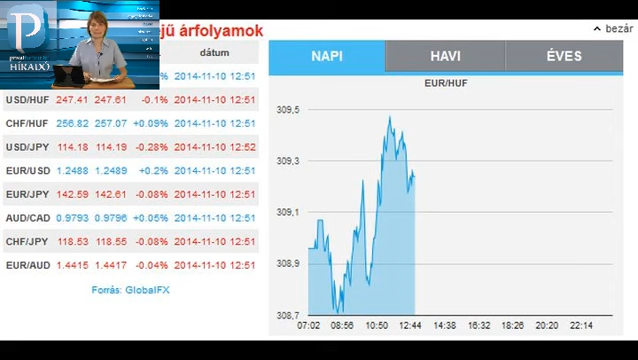 P
HÍRADÓ
jű árfolyamok
bezár
dátum
NAPI HAVI ÉVES
EUR/HUF
% 2014-11-10 12:51
USD/HUF 247.41 247.61 -0.1% 2014-11-10 12:51
CHF/HUF 256.82 257.07 +0.09% 2014-11-10 12:51
USD/JPY 114.18 114.19 -0.28% 2014-11-10 12:52
EUR/USD 1.2488 1.2489 +0.2% 2014-11-10 12:51
EUR/JPY 142.59 142.61 -0.08% 2014-11-10 12:51
AUD/CAD 0.9793 0.9796 +0.05% 2014-11-10 12:51
CHF/JPY 118.53 118.55 -0.08% 2014-11-10 12:51
EUR/AUD 1.4415 1.4417 -0.04% 2014-11-10 12:51
Forrás: GlobalFX
309,5
309,3
309,1
308,9
308,7
07:02 08:56 10:50 12:44 14:38 16:32 18:26 20:20 22:14